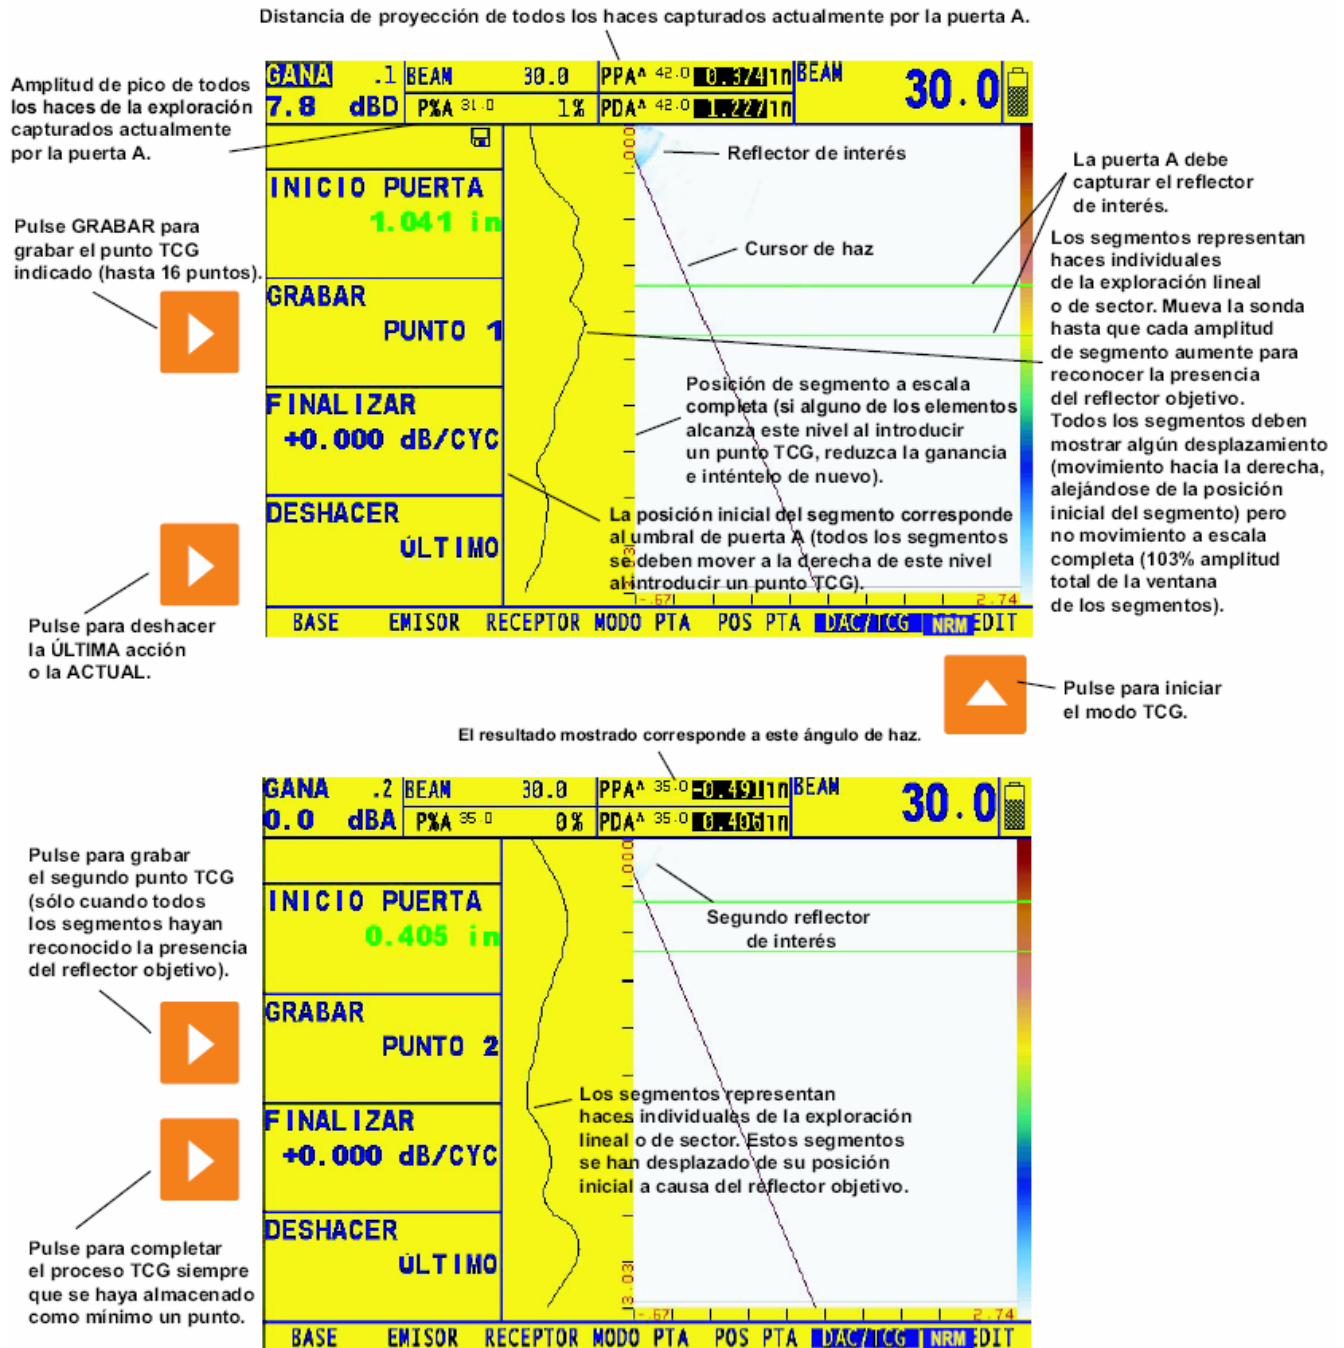 Distancia de proyección de todos los haces capturados actualmente por la puerta A.
Amplitud de pico de todos
los haces de la exploración
capturados actualmente
por la puerta A.
GANA .1
7.8 dBD
BEAM 30.0
P%A 31.0 1%
PPA^ 42.0 0.374in
PDA^ 42.0 1.227in
BEAM 30.0
Reflector de interés
La puerta A debe
capturar el reflector
de interés.
INICIO PUERTA
1.041 in
Pulse GRABAR para
grabar el punto TCG
indicado (hasta 16 puntos).
Cursor de haz
Los segmentos representan
haces individuales
de la exploración lineal
o de sector. Mueva la sonda
hasta que cada amplitud
de segmento aumente para
reconocer la presencia
del reflector objetivo.
Todos los segmentos deben
mostrar algún desplazamiento
(movimiento hacia la derecha,
alejándose de la posición
inicial del segmento) pero
no movimiento a escala
completa (103% amplitud
total de la ventana
de los segmentos).
GRABAR
PUNTO 1
Posición de segmento a escala
completa (si alguno de los elementos
alcanza este nivel al introducir
un punto TCG, reduzca la ganancia
e inténtelo de nuevo).
FINALIZAR
+0.000 dB/CYC
DESHACER
ÚLTIMO
La posición inicial del segmento corresponde
al umbral de puerta A (todos los segmentos
se deben mover a la derecha de este nivel
al introducir un punto TCG).
-.67 2.74
BASE EMISOR RECEPTOR MODO PTA POS PTA DAC/TCG NRM EDIT
Pulse para deshacer
la ÚLTIMA acción
o la ACTUAL.
Pulse para iniciar
el modo TCG.
El resultado mostrado corresponde a este ángulo de haz.
GANA .2
0.0 dBA
BEAM 30.0
P%A 35.0 0%
PPA^ 35.0 -0.491in
PDA^ 35.0 0.406in
BEAM 30.0
Pulse para grabar
el segundo punto TCG
(sólo cuando todos
los segmentos hayan
reconocido la presencia
del reflector objetivo).
INICIO PUERTA
0.405 in
Segundo reflector
de interés
GRABAR
PUNTO 2
Los segmentos representan
haces individuales de la exploración
lineal o de sector. Estos segmentos
se han desplazado de su posición
inicial a causa del reflector objetivo.
FINALIZAR
+0.000 dB/CYC
DESHACER
ÚLTIMO
Pulse para completar
el proceso TCG siempre
que se haya almacenado
como mínimo un punto.
3.03
-.67 2.74
BASE EMISOR RECEPTOR MODO PTA POS PTA DAC/TCG NRM EDIT